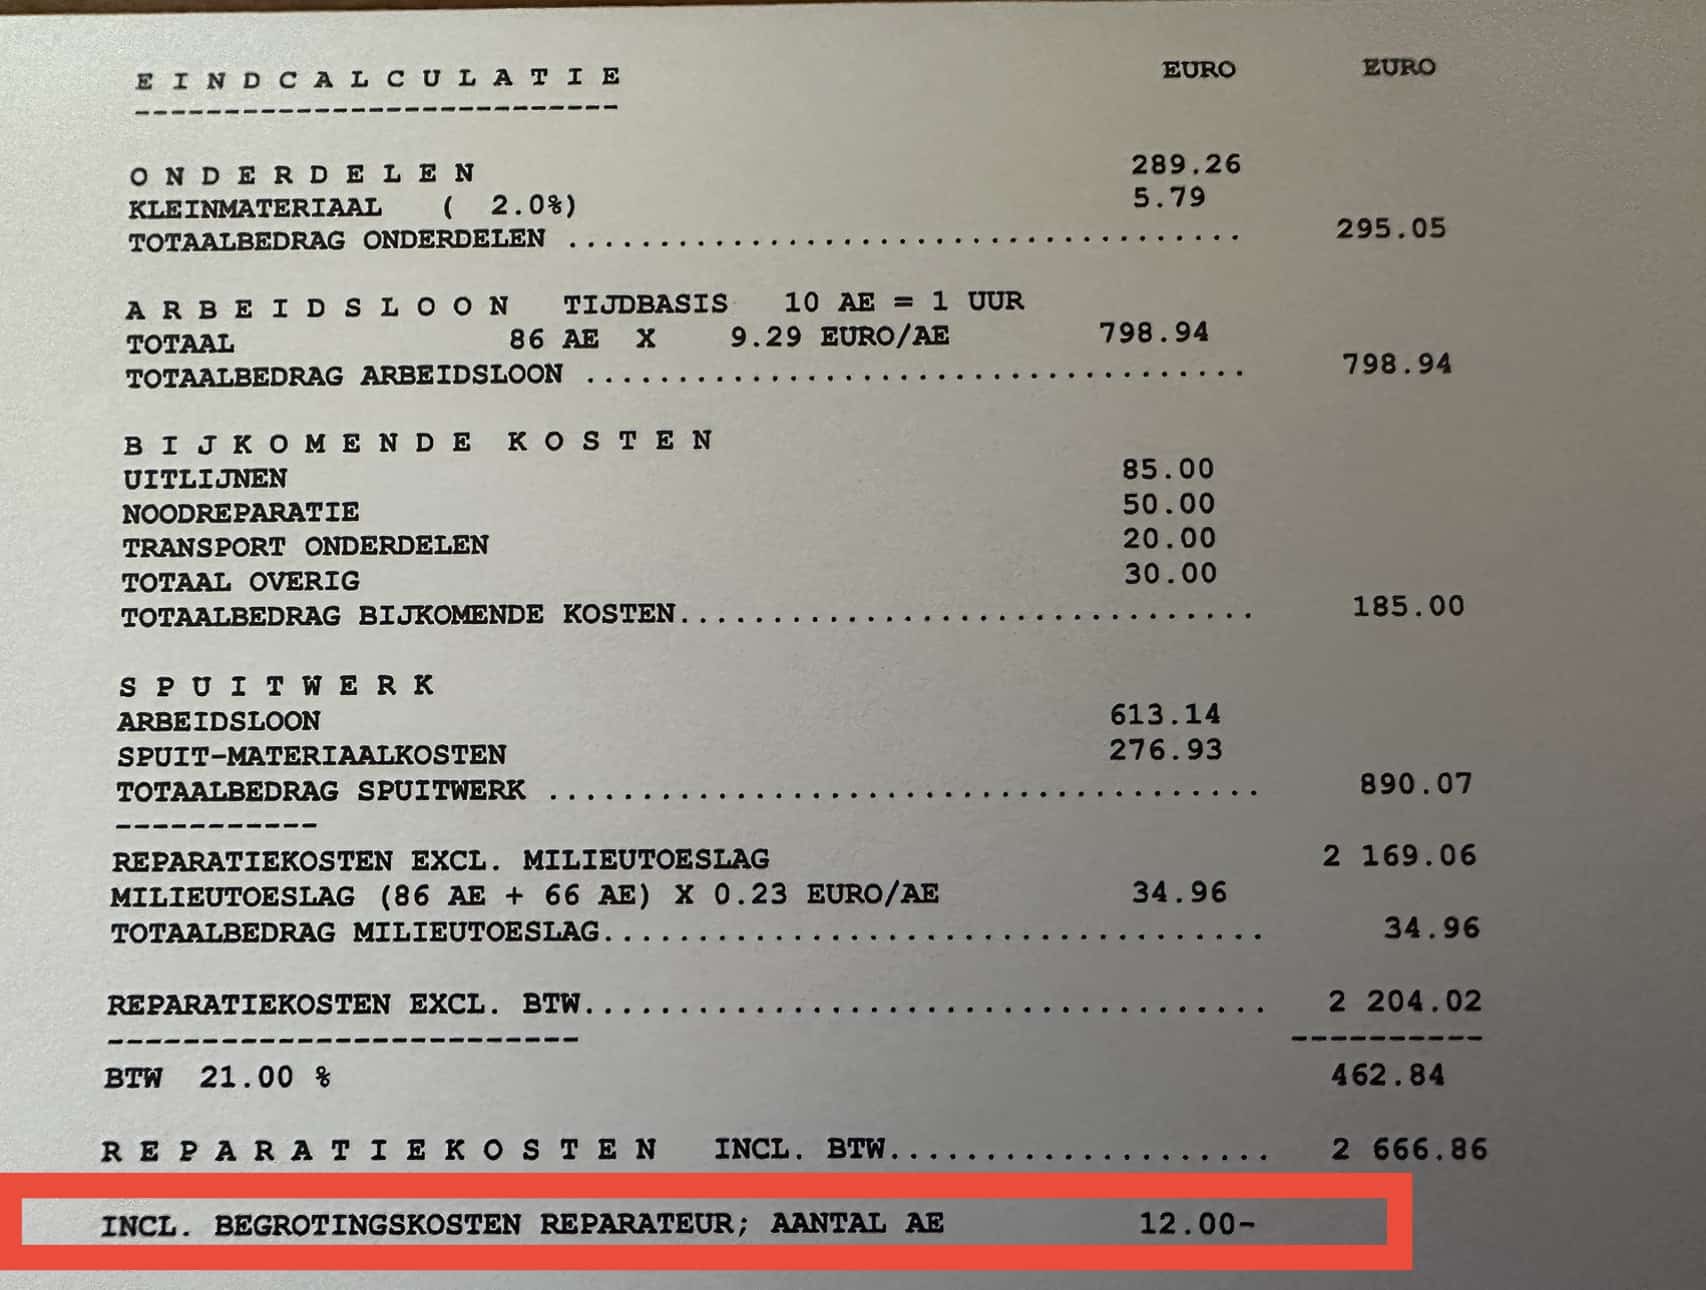 E I N D C A L C U L A T I E EURO EURO
---------------------------
O N D E R D E L E N 289.26
KLEINMATERIAAL ( 2.0%) 5.79
TOTAALBEDRAG ONDERDELEN ..................................... 295.05
A R B E I D S L O O N TIJDBASIS 10 AE = 1 UUR
TOTAAL 86 AE X 9.29 EURO/AE 798.94
TOTAALBEDRAG ARBEIDSLOON .................................... 798.94
B I J K O M E N D E K O S T E N
UITLIJNEN 85.00
NOODREPARATIE 50.00
TRANSPORT ONDERDELEN 20.00
TOTAAL OVERIG 30.00
TOTAALBEDRAG BIJKOMENDE KOSTEN............................... 185.00
S P U I T W E R K
ARBEIDSLOON 613.14
SPUIT-MATERIAALKOSTEN 276.93
TOTAALBEDRAG SPUITWERK ....................................... 890.07
-----------
REPARATIEKOSTEN EXCL. MILIEUTOESLAG 2 169.06
MILIEUTOESLAG (86 AE + 66 AE) X 0.23 EURO/AE 34.96
TOTAALBEDRAG MILIEUTOESLAG................................... 34.96
REPARATIEKOSTEN EXCL. BTW.................................... 2 204.02
------------------------- ----------
BTW 21.00 % 462.84
R E P A R A T I E K O S T E N INCL. BTW..................... 2 666.86
INCL. BEGROTINGSKOSTEN REPARATEUR; AANTAL AE 12.00-